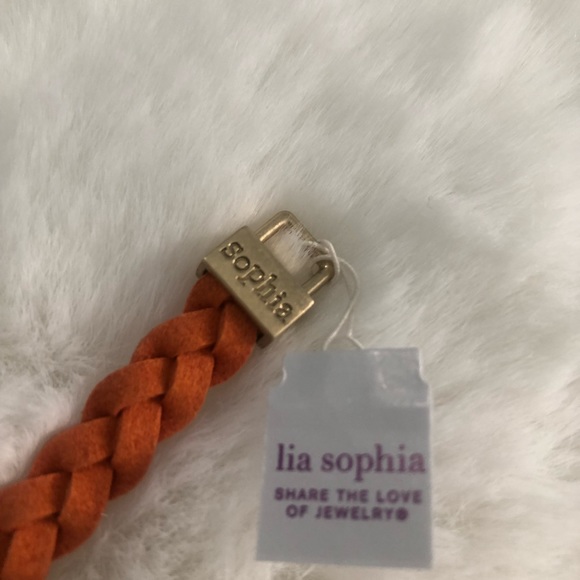 sophia
lia sophia
SHARE THE LOVE
OF JEWELRY®